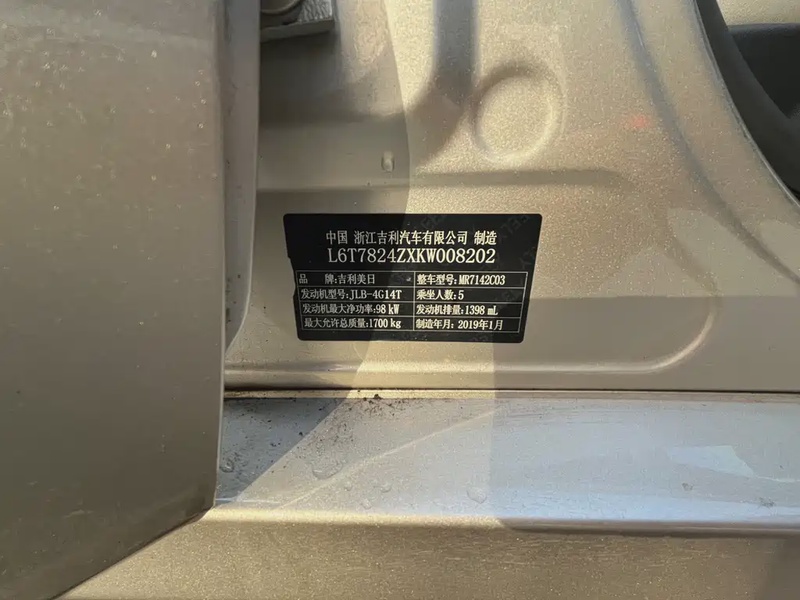 中国 浙江吉利汽车有限公司 制造
L6T7824ZXKW008202
品 牌:吉利美日 整车型号:MR7142C03
发动机型号:JLB-4G14T 乘坐人数:5
发动机最大净功率:98 kW 发动机排量:1398 mL
最大允许总质量:1700 kg 制造年月:2019年1月